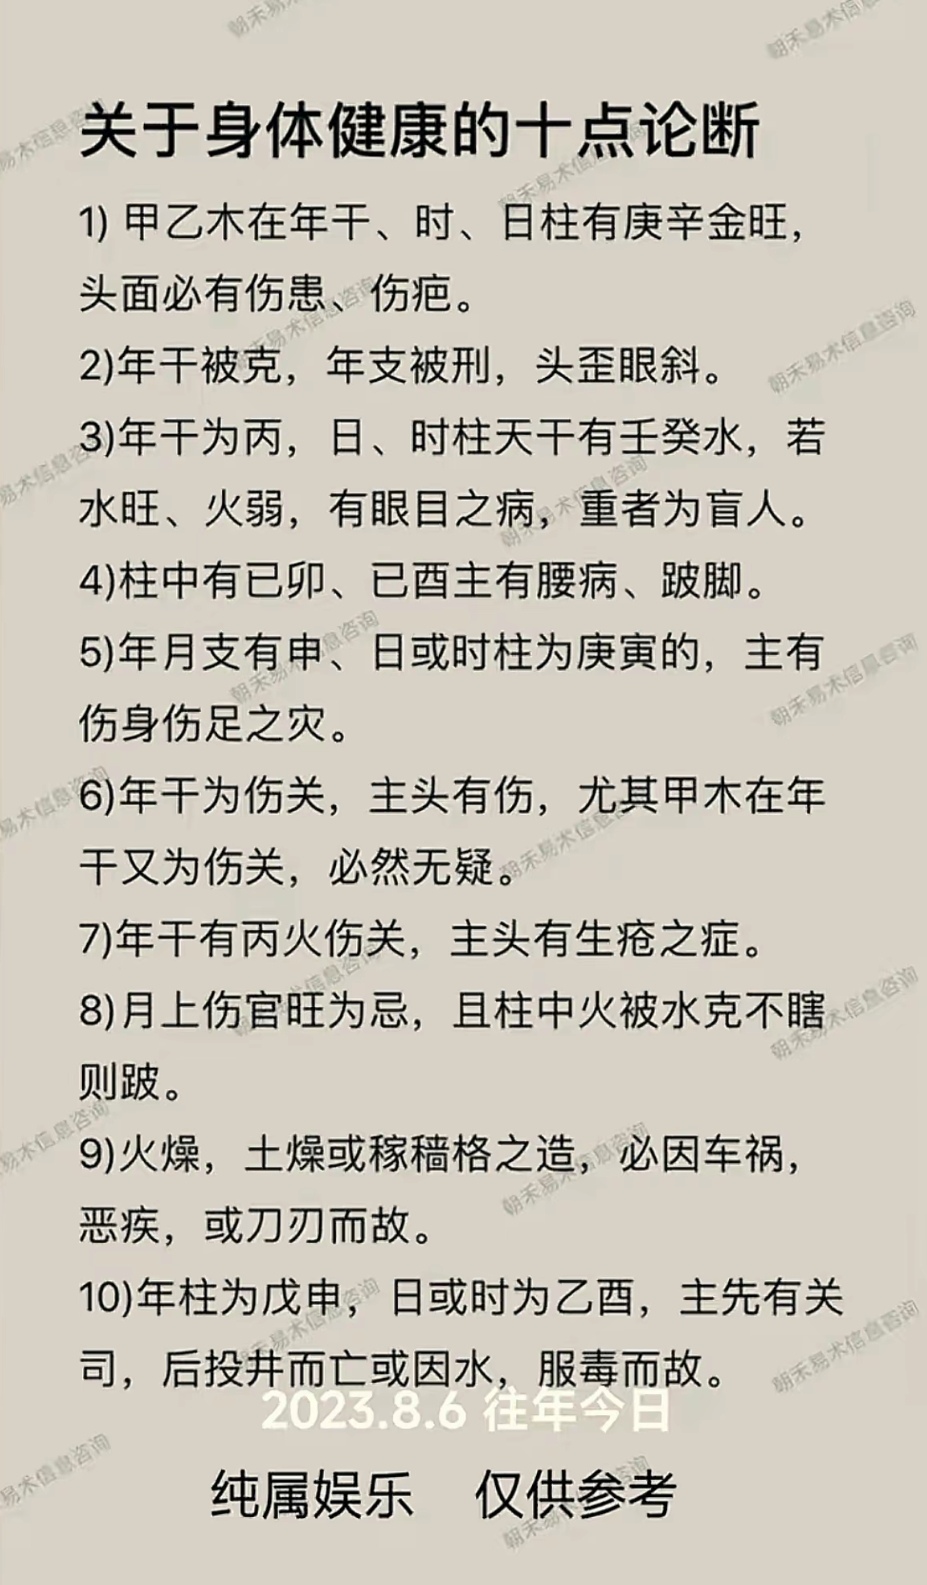 关于身体健康的十点论断
1) 甲乙木在年干、时、日柱有庚辛金旺，
头面必有伤患、伤疤。
2)年干被克，年支被刑，头歪眼斜。
3)年干为丙，日、时柱天干有壬癸水，若
水旺、火弱，有眼目之病，重者为盲人。
4)柱中有已卯、已酉主有腰病、跛脚。
5)年月支有申、日或时柱为庚寅的，主有
伤身伤足之灾。
6)年干为伤关，主头有伤，尤其甲木在年
干又为伤关，必然无疑。
7)年干有丙火伤关，主头有生疮之症。
8)月上伤官旺为忌，且柱中火被水克不瞎
则跛。
9)火燥，土燥或稼穑格之造，必因车祸，
恶疾，或刀刃而故。
10)年柱为戊申，日或时为乙酉，主先有关
司，后投井而亡或因水，服毒而故。
2023.8.6 往年今日
纯属娱乐 仅供参考
朝禾易术信息咨询